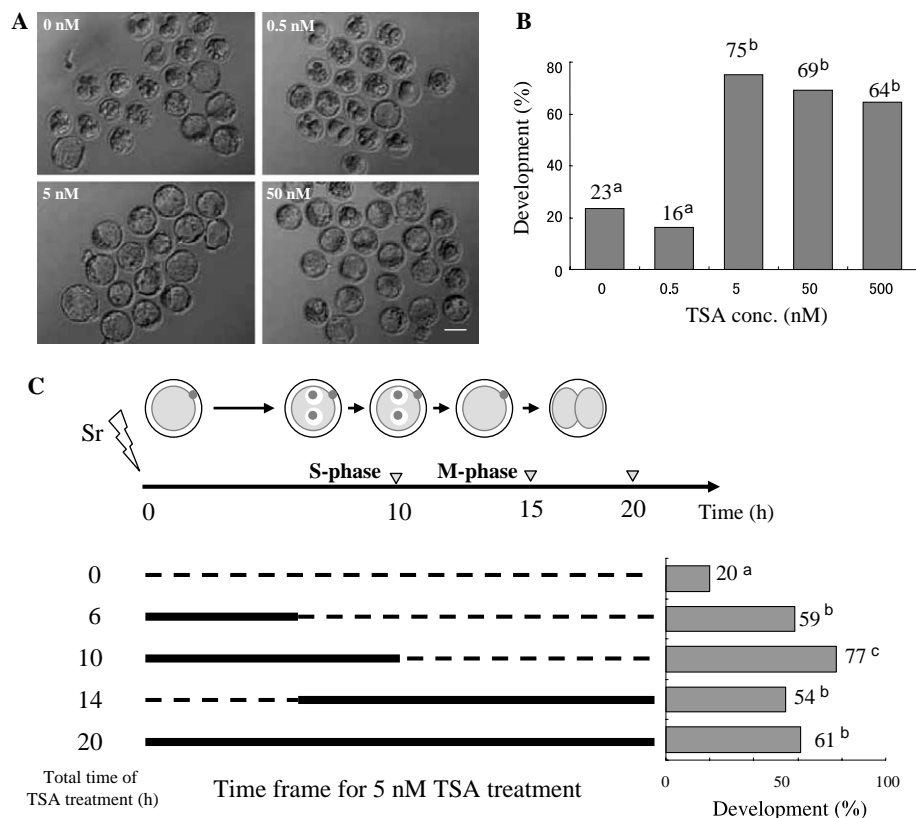 A
0 nM
0.5 nM
5 nM
50 nM
B
Development (%)
80
60
40
20
0
23a
16a
75b
69b
64b
0 0.5 5 50 500
TSA conc. (nM)
C
Sr
S-phase M-phase
0 10 15 20 Time (h)
0 20 a
6 59 b
10 77 c
14 54 b
20 61 b
Total time of
TSA treatment (h)
Time frame for 5 nM TSA treatment
0 50 100
Development (%)